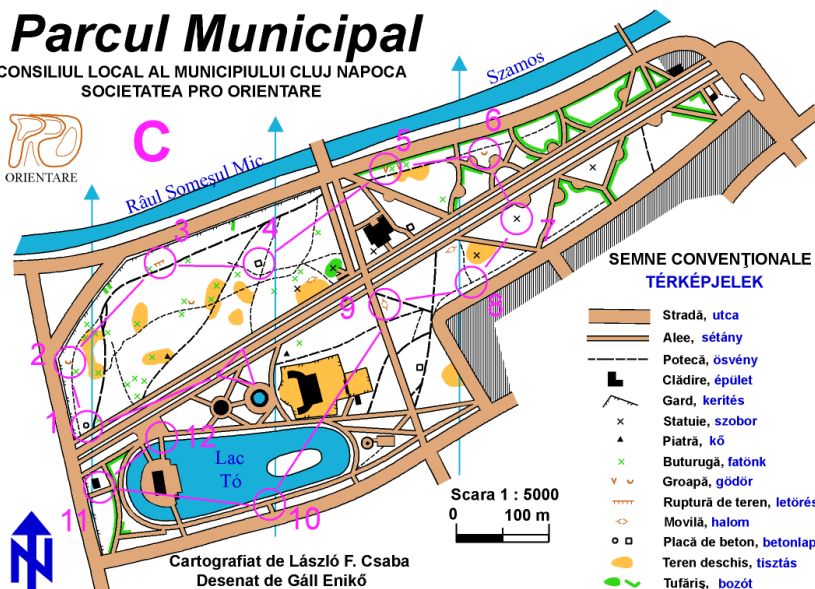 Parcul Municipal
CONSILIUL LOCAL AL MUNICIPIULUI CLUJ NAPOCA
SOCIETATEA PRO ORIENTARE
PRO
ORIENTARE
C
Szamos
Râul Someşul Mic
5
6
3
4
7
2
9
8
1
12
Lac
Tó
11
10
SEMNE CONVENŢIONALE
TÉRKÉPJELEK
Stradă, utca
Alee, sétány
Potecă, ösvény
Clădire, épület
Gard, kerités
Statuie, szobor
Piatră, kő
Buturugă, fatönk
Groapă, gödör
Ruptură de teren, letörés
Movilă, halom
Placă de beton, betonlap
Teren deschis, tisztás
Tufăriş, bozót
Scara 1 : 5000
0 100 m
N
Cartografiat de László F. Csaba
Desenat de Gáll Enikő